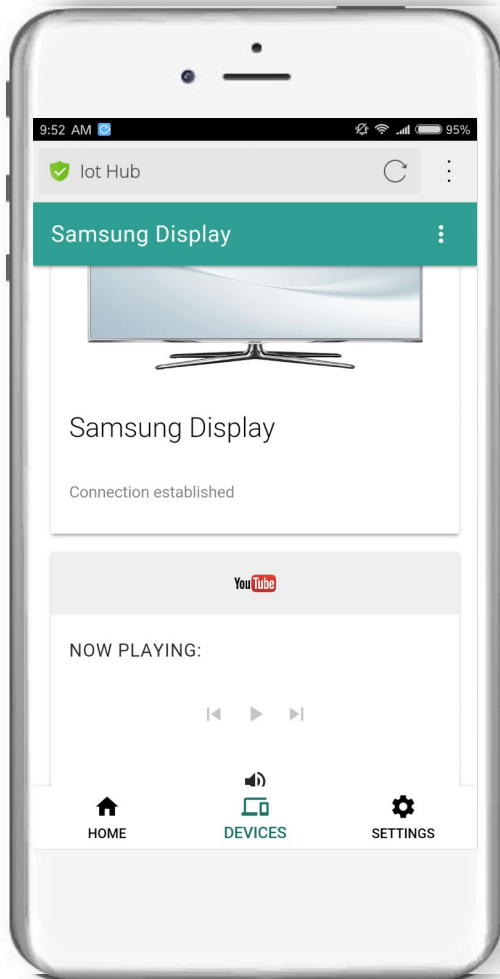 9:52 AM 95%
Iot Hub
Samsung Display
Samsung Display
Connection established
YouTube
NOW PLAYING:
HOME DEVICES SETTINGS